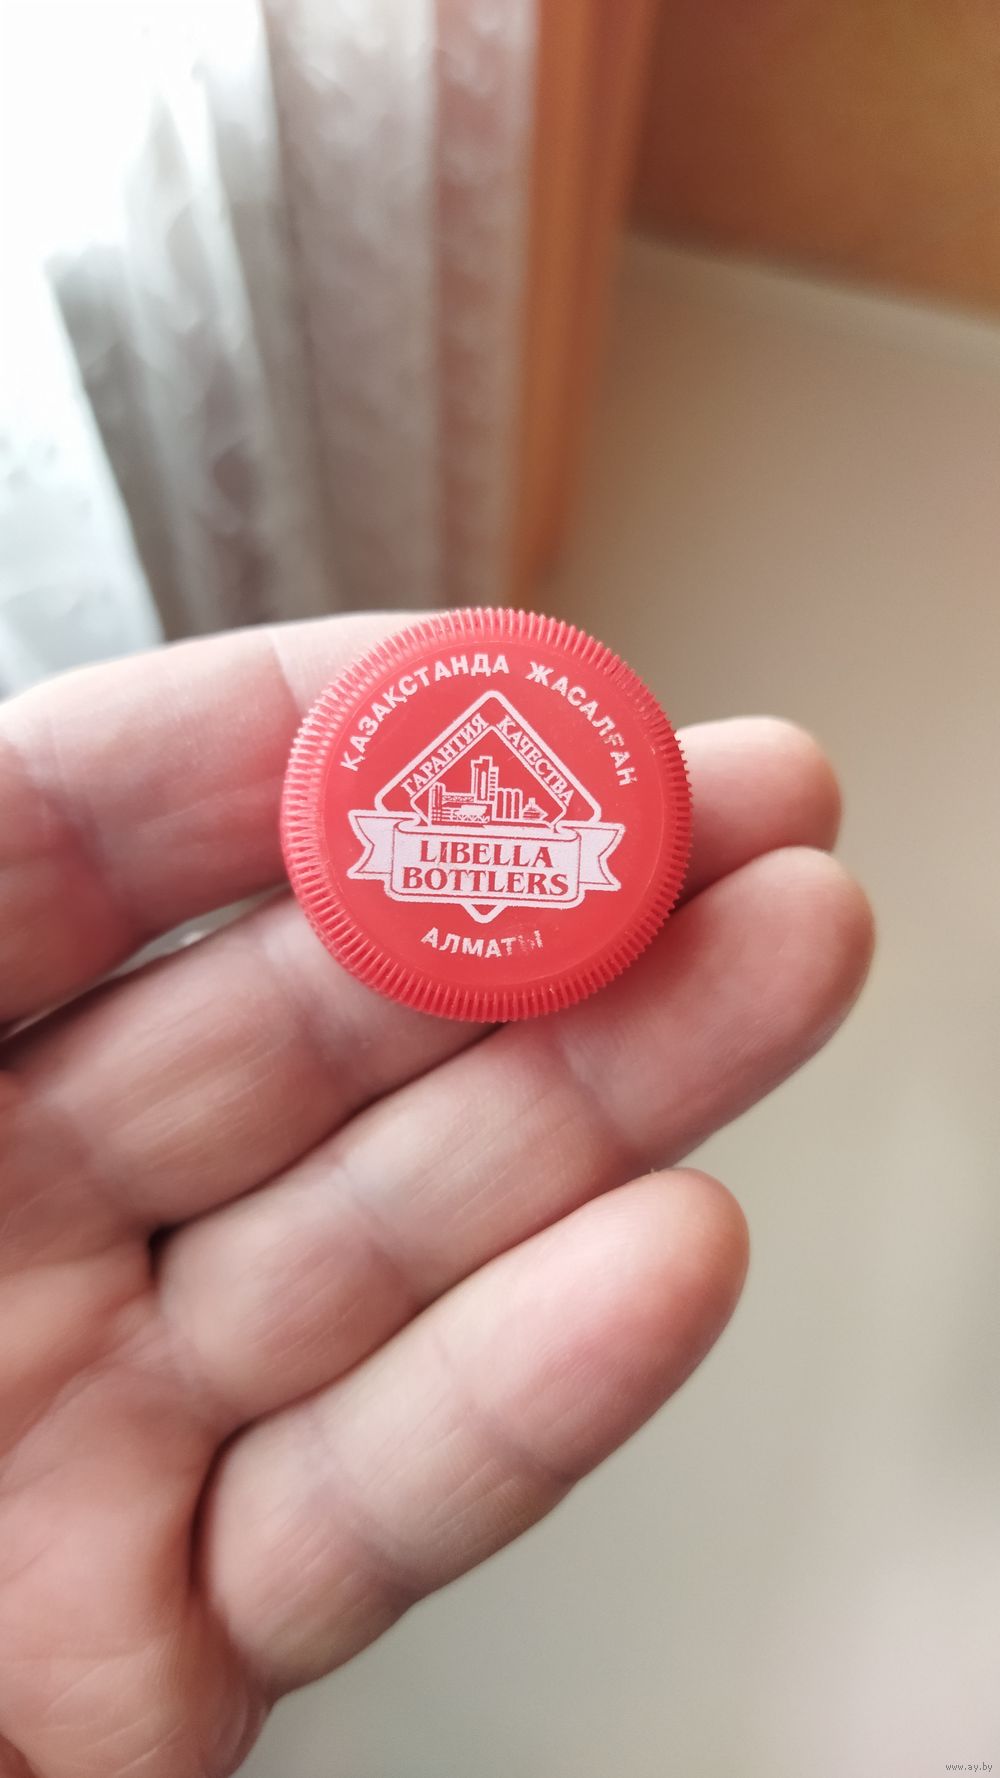 ҚАЗАҚСТАНДА ЖАСАЛҒАН
ГАРАНТИЯ КАЧЕСТВА
LIBELLA
BOTTLERS
АЛМАТЫ
www.ay.by